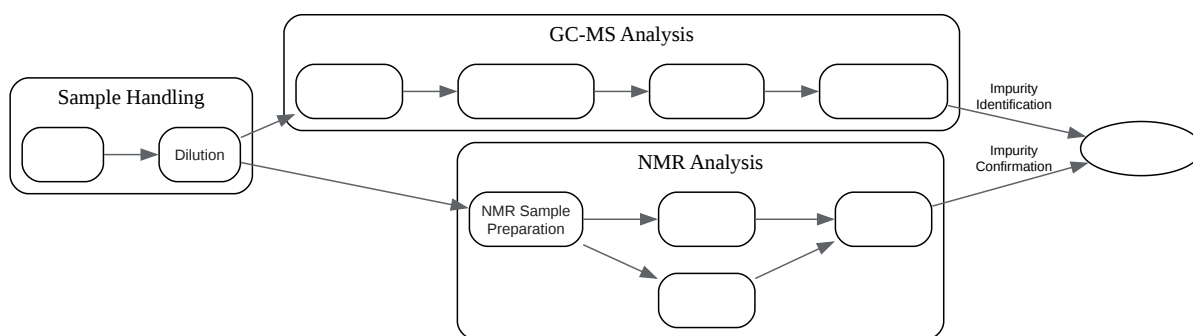 GC-MS Analysis
Sample Handling
Dilution
Impurity
Identification
NMR Analysis
NMR Sample
Preparation
Impurity
Confirmation